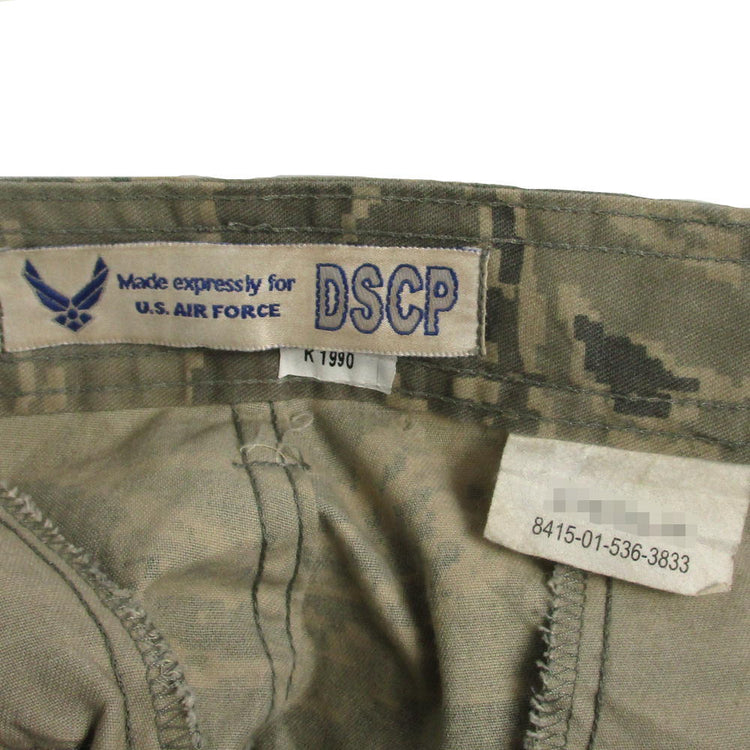 Made expressly for
U.S. AIR FORCE
DSCP
K 1990
8415-01-536-3833